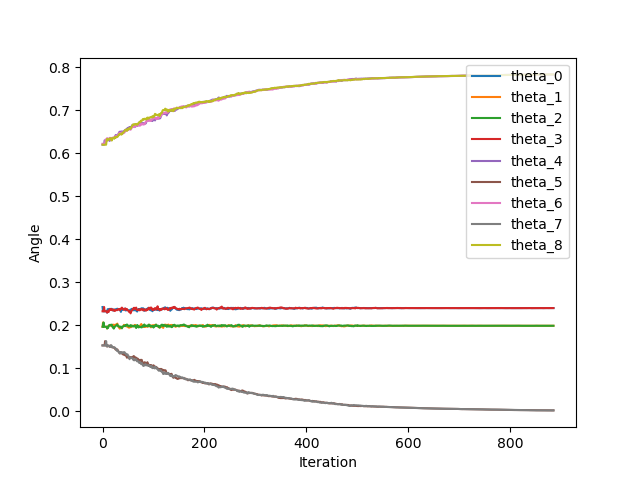 0.8
0.7
0.6
0.5
0.4
0.3
0.2
0.1
0.0
Angle
theta_0
theta_1
theta_2
theta_3
theta_4
theta_5
theta_6
theta_7
theta_8
0 200 400 600 800
Iteration